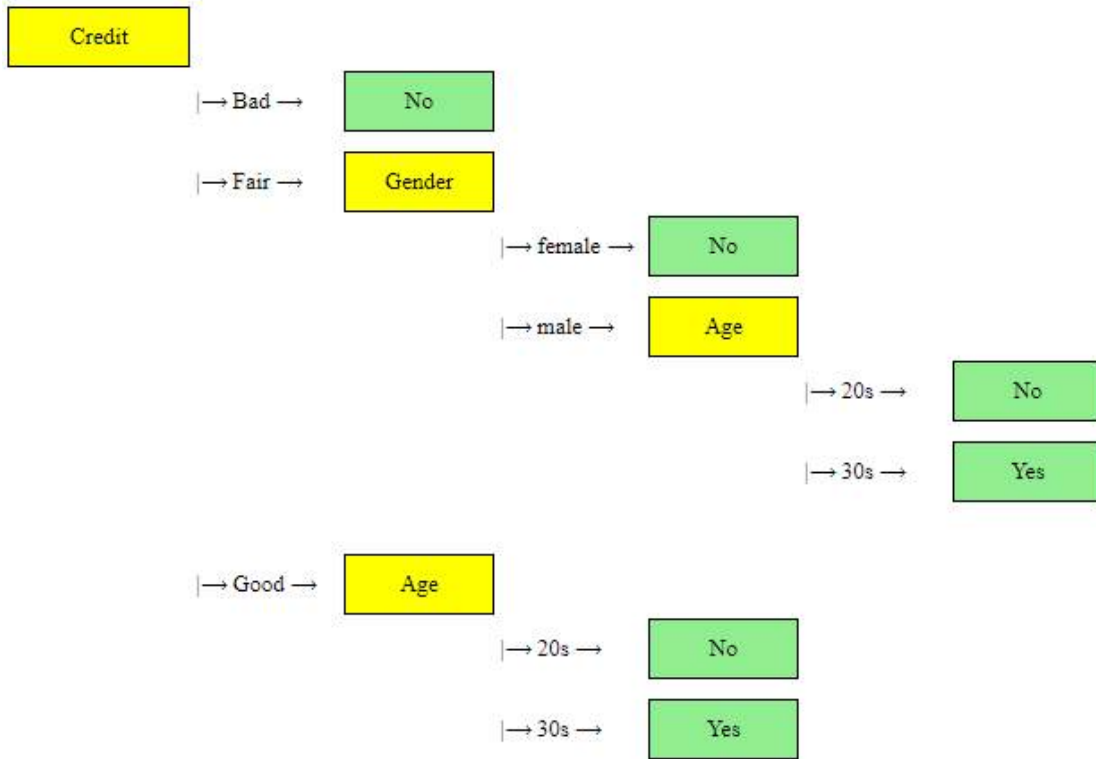 Credit
|→ Bad → No
|→ Fair → Gender
|→ female → No
|→ male → Age
|→ 20s → No
|→ 30s → Yes
|→ Good → Age
|→ 20s → No
|→ 30s → Yes